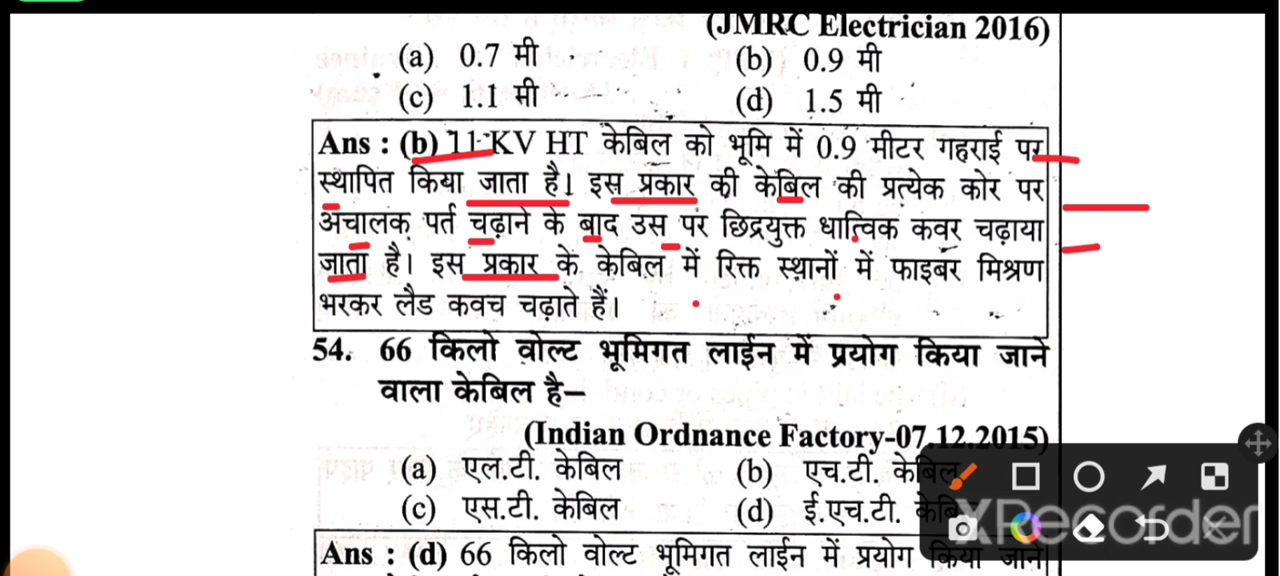 (JMRC Electrician 2016)
(a) 0.7 मी (b) 0.9 मी
(c) 1.1 मी (d) 1.5 मी
Ans : (b) 11 KV HT केबिल को भूमि में 0.9 मीटर गहराई पर
स्थापित किया जाता है। इस प्रकार की केबिल की प्रत्येक कोर पर
अचालक पर्त चढ़ाने के बाद उस पर छिद्रयुक्त धात्विक कवर चढ़ाया
जाता है। इस प्रकार के केबिल में रिक्त स्थानों में फाइबर मिश्रण
भरकर लैड कवच चढ़ाते हैं।
54. 66 किलो वोल्ट भूमिगत लाईन में प्रयोग किया जाने
वाला केबिल है–
(Indian Ordnance Factory-07.12.2015)
(a) एल.टी. केबिल (b) एच.टी. केबिल
(c) एस.टी. केबिल (d) ई.एच.टी. केबि
XRecorder
Ans : (d) 66 किलो वोल्ट भूमिगत लाईन में प्रयोग किया जाने